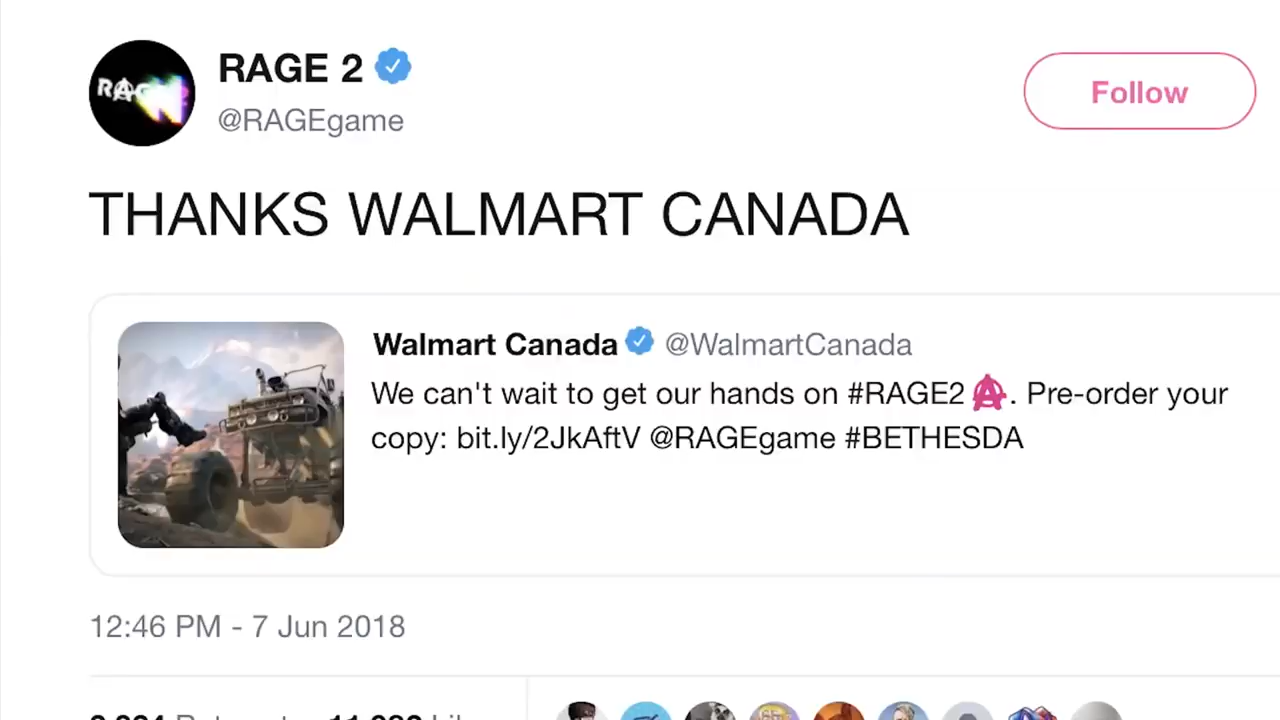 RAGE 2
@RAGEgame
Follow
THANKS WALMART CANADA
Walmart Canada @WalmartCanada
We can't wait to get our hands on #RAGE2. Pre-order your
copy: bit.ly/2JkAftV @RAGEgame #BETHESDA
12:46 PM - 7 Jun 2018